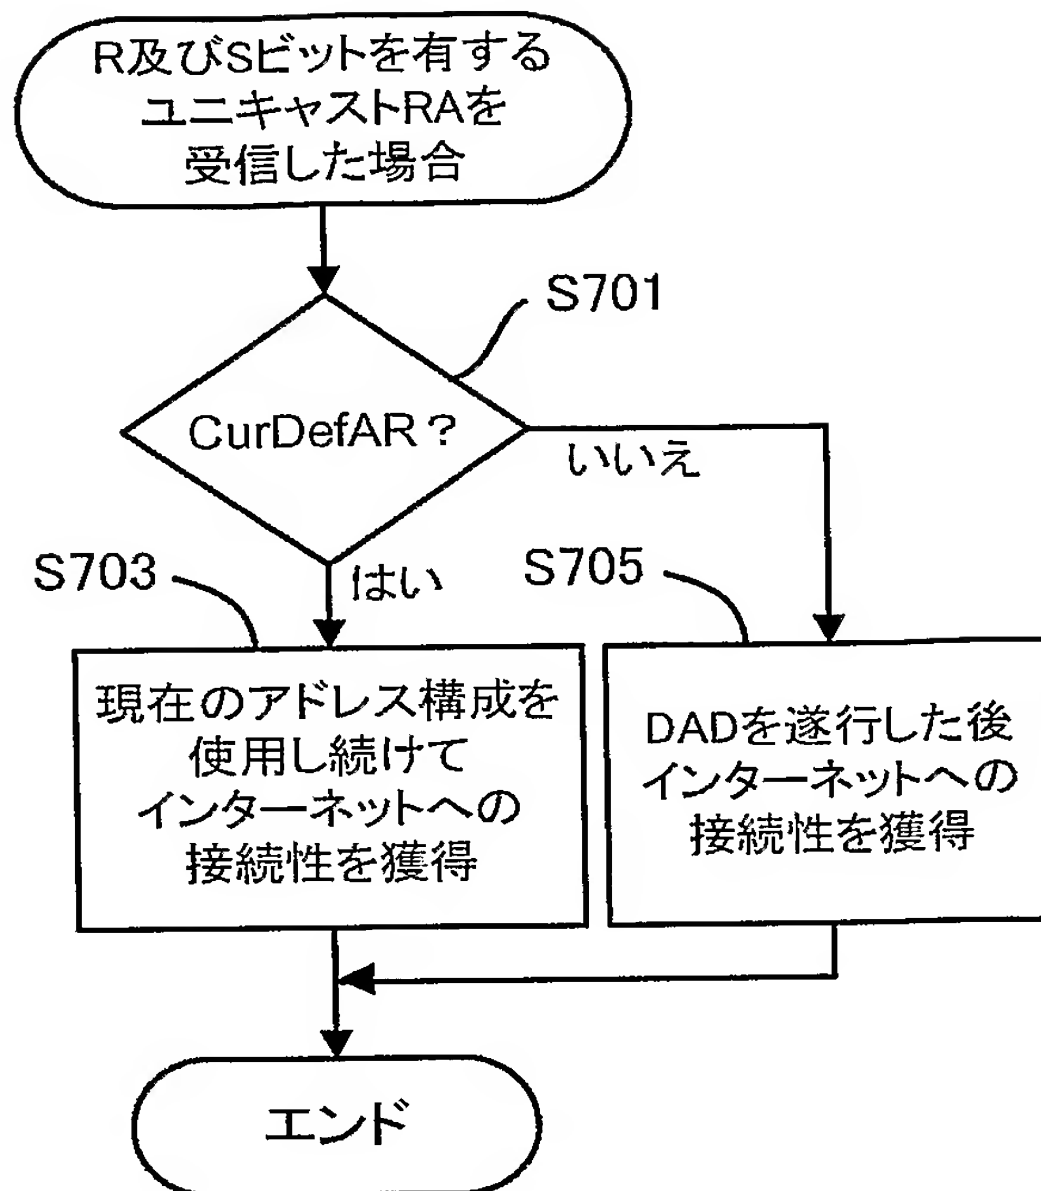 R及びSビットを有する
ユニキャストRAを
受信した場合
S701
CurDefAR？
いいえ
はい
S703
S705
現在のアドレス構成を
使用し続けて
インターネットへの
接続性を獲得
DADを遂行した後
インターネットへの
接続性を獲得
エンド